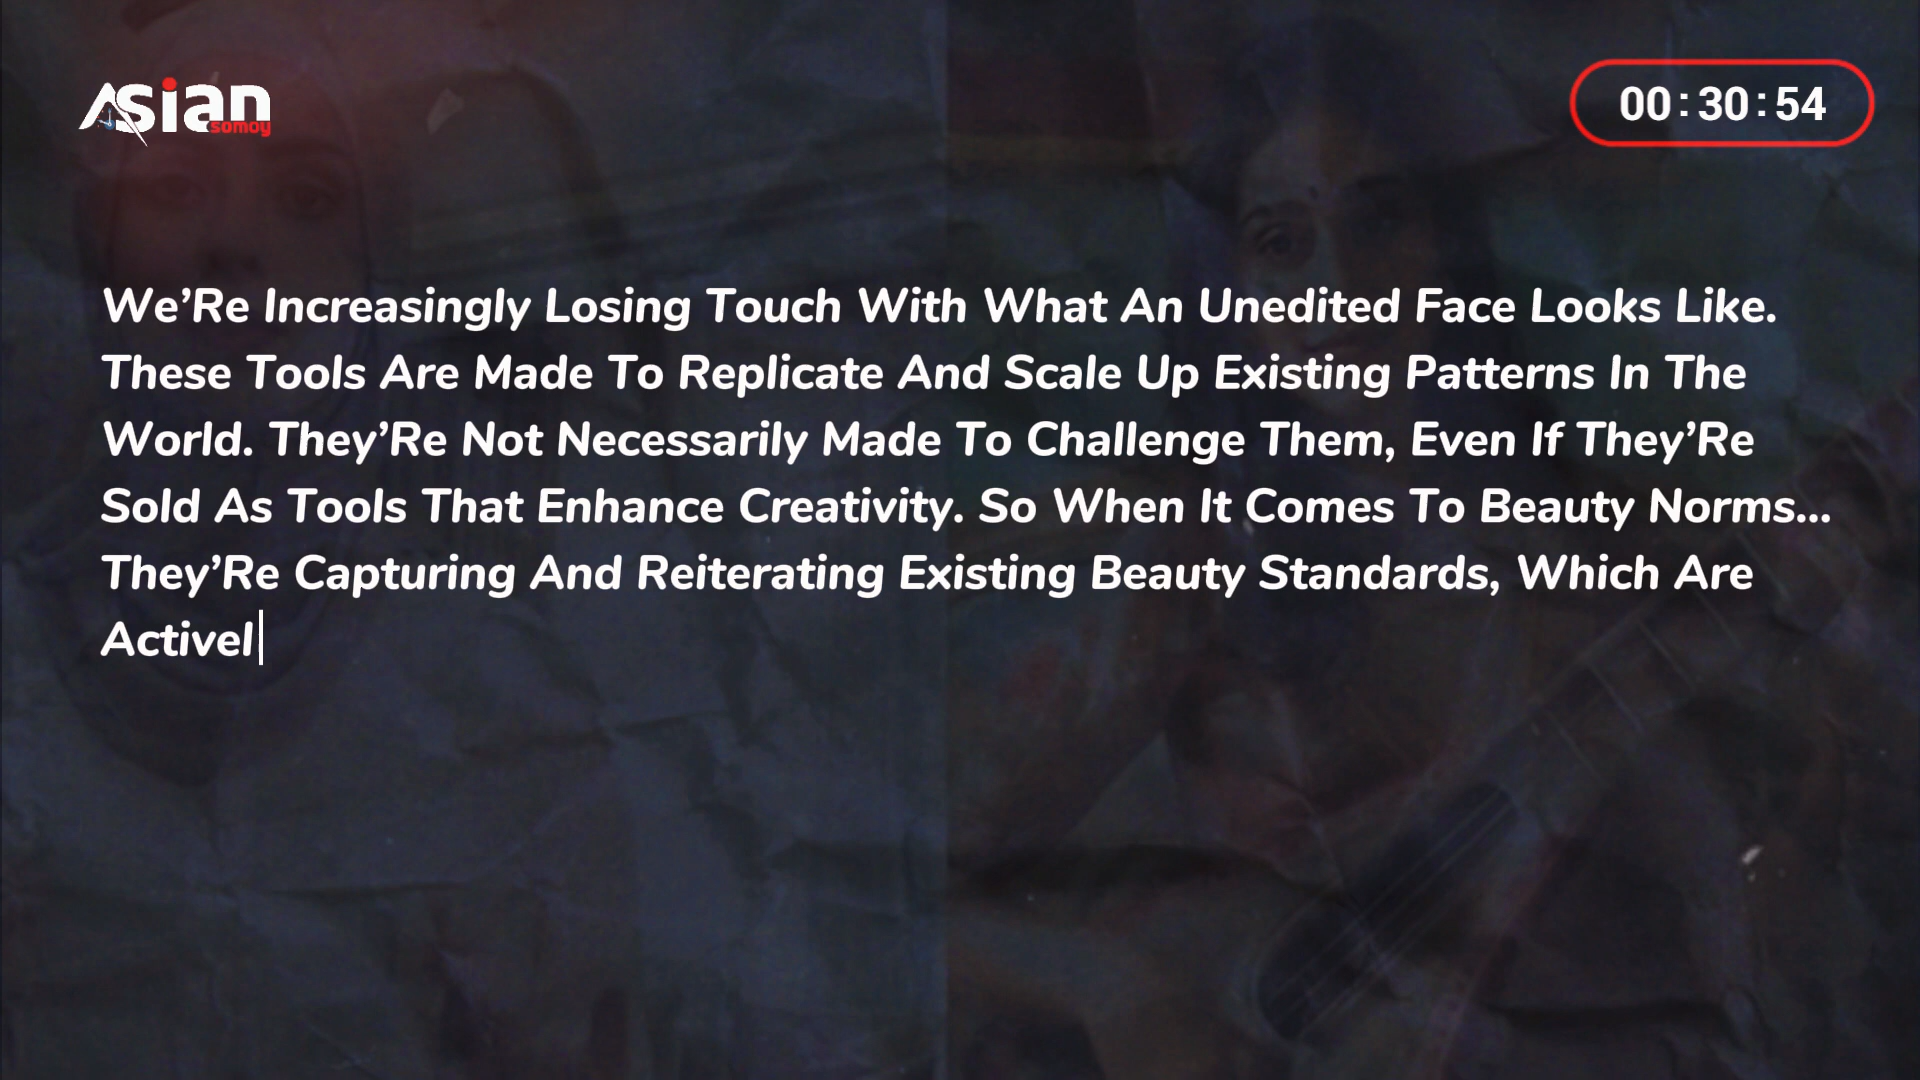 Asian
somoy
00:30:54
We’Re Increasingly Losing Touch With What An Unedited Face Looks Like.
These Tools Are Made To Replicate And Scale Up Existing Patterns In The
World. They’Re Not Necessarily Made To Challenge Them, Even If They’Re
Sold As Tools That Enhance Creativity. So When It Comes To Beauty Norms...
They’Re Capturing And Reiterating Existing Beauty Standards, Which Are
Activel